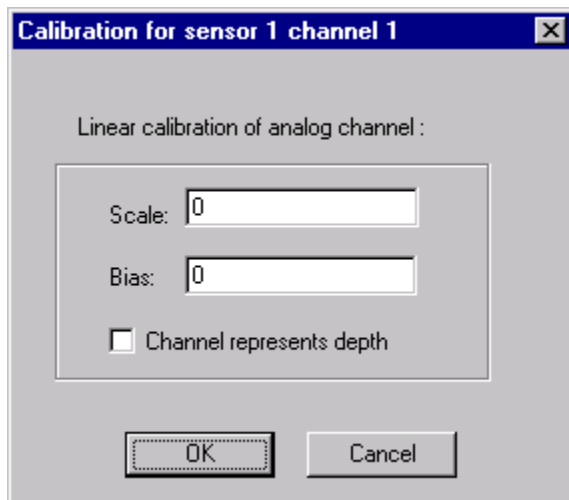 Calibration for sensor 1 channel 1
Linear calibration of analog channel :
Scale: 0
Bias: 0
Channel represents depth
OK Cancel